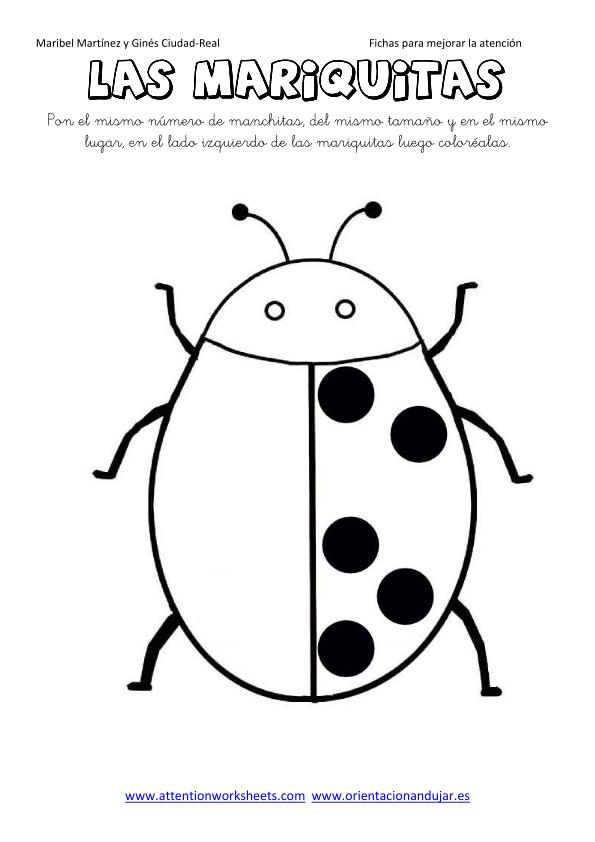 Maribel Martínez y Ginés Ciudad-Real Fichas para mejorar la atención
LAS MARiQUiTAS
Pon el mismo número de manchitas, del mismo tamaño y en el mismo
lugar, en el lado izquierdo de las mariquitas luego coloréalas.
www.attentionworksheets.com www.orientacionandujar.es